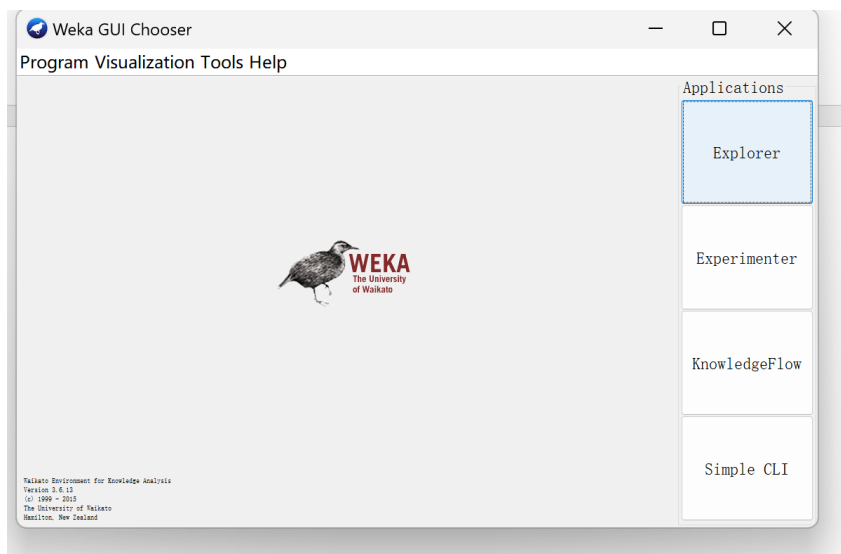 Weka GUI Chooser
Program Visualization Tools Help
Applications
Explorer
WEKA
The University
of Waikato
Experimenter
KnowledgeFlow
Simple CLI
Waikato Environment for Knowledge Analysis
Version 3.6.13
(c) 1999 - 2015
The University of Waikato
Hamilton, New Zealand